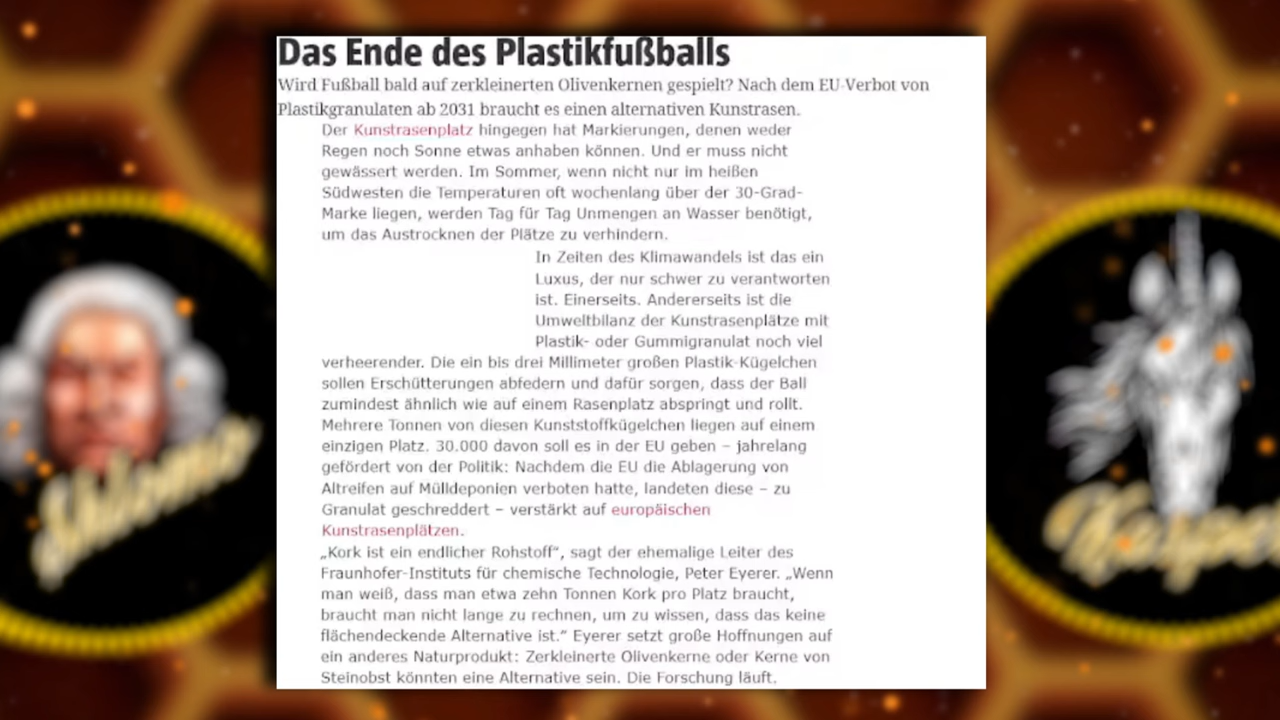 Das Ende des Plastikfußballs
Wird Fußball bald auf zerkleinerten Olivenkernen gespielt? Nach dem EU-Verbot von
Plastikgranulaten ab 2031 braucht es einen alternativen Kunstrasen.
Der Kunstrasenplatz hingegen hat Markierungen, denen weder
Regen noch Sonne etwas anhaben können. Und er muss nicht
gewässert werden. Im Sommer, wenn nicht nur im heißen
Südwesten die Temperaturen oft wochenlang über der 30-Grad-
Marke liegen, werden Tag für Tag Unmengen an Wasser benötigt,
um das Austrocknen der Plätze zu verhindern.
In Zeiten des Klimawandels ist das ein
Luxus, der nur schwer zu verantworten
ist. Einerseits. Andererseits ist die
Umweltbilanz der Kunstrasenplätze mit
Plastik- oder Gummigranulat noch viel
verheerender. Die ein bis drei Millimeter großen Plastik-Kügelchen
sollen Erschütterungen abfedern und dafür sorgen, dass der Ball
zumindest ähnlich wie auf einem Rasenplatz abspringt und rollt.
Mehrere Tonnen von diesen Kunststoffkügelchen liegen auf einem
einzigen Platz. 30.000 davon soll es in der EU geben – jahrelang
gefördert von der Politik: Nachdem die EU die Ablagerung von
Altreifen auf Mülldeponien verboten hatte, landeten diese – zu
Granulat geschreddert – verstärkt auf europäischen
Kunstrasenplätzen.
„Kork ist ein endlicher Rohstoff“, sagt der ehemalige Leiter des
Fraunhofer-Instituts für chemische Technologie, Peter Eyerer. „Wenn
man weiß, dass man etwa zehn Tonnen Kork pro Platz braucht,
braucht man nicht lange zu rechnen, um zu wissen, dass das keine
flächendeckende Alternative ist.“ Eyerer setzt große Hoffnungen auf
ein anderes Naturprodukt: Zerkleinerte Olivenkerne oder Kerne von
Steinobst könnten eine Alternative sein. Die Forschung läuft.
Shlomo